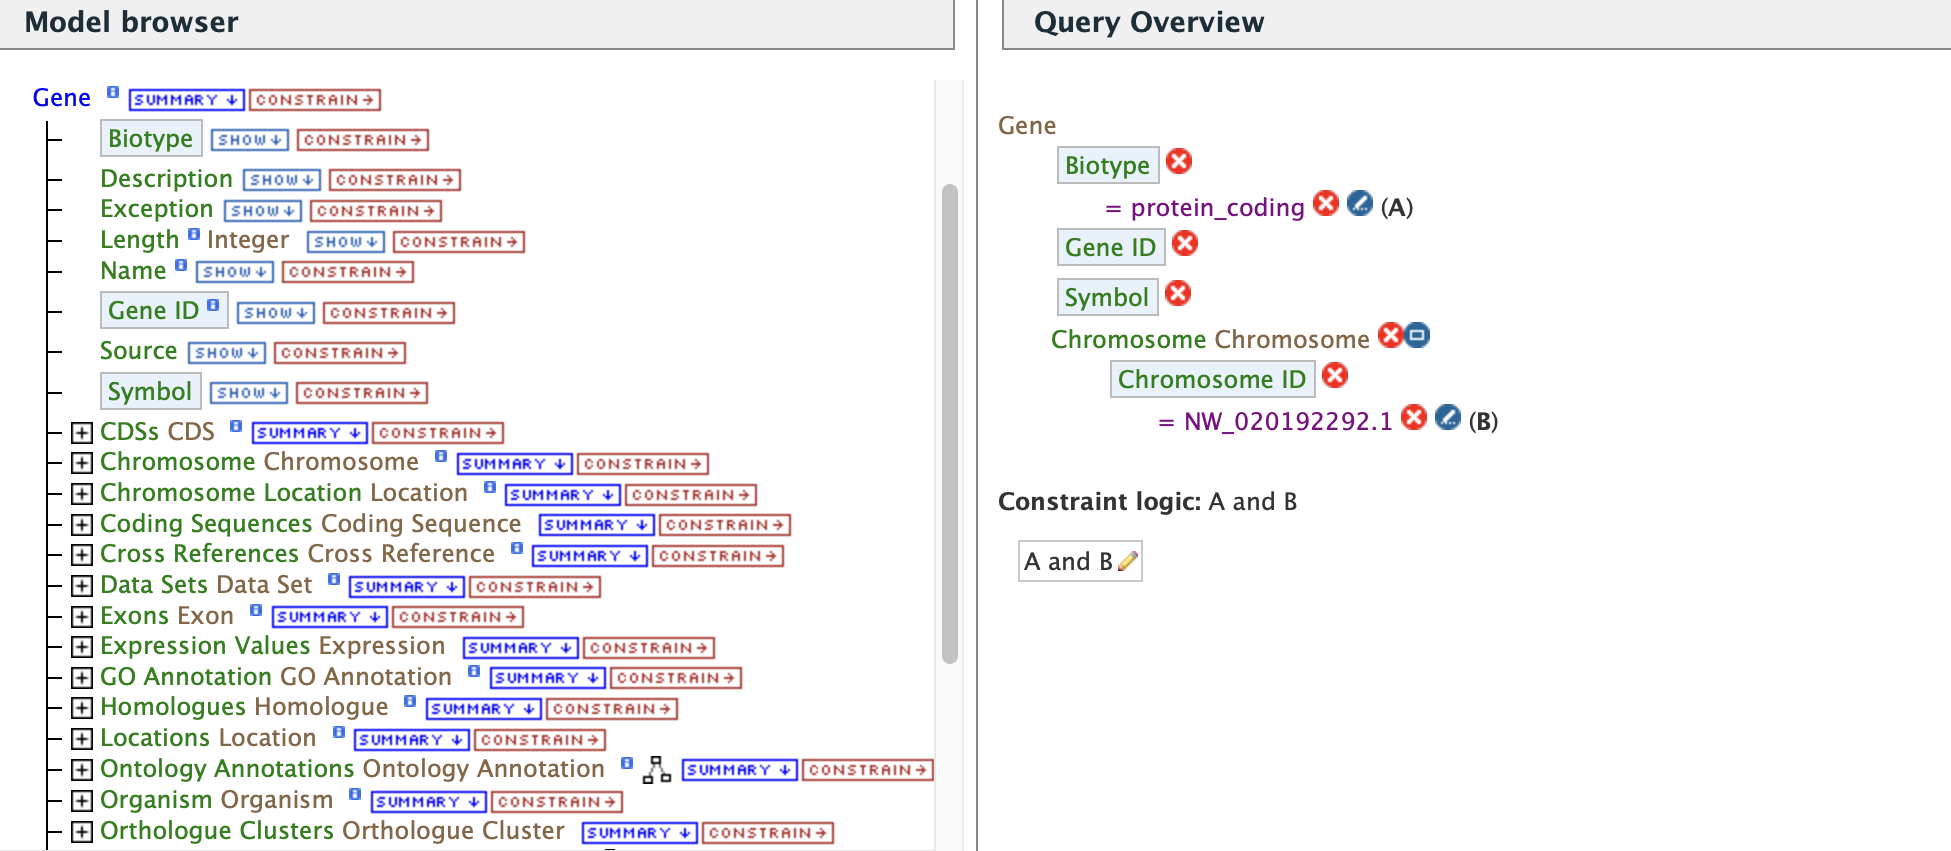 Model browser
Gene SUMMARY CONSTRAIN
Biotype SHOW CONSTRAIN
Description SHOW CONSTRAIN
Exception SHOW CONSTRAIN
Length Integer SHOW CONSTRAIN
Name SHOW CONSTRAIN
Gene ID SHOW CONSTRAIN
Source SHOW CONSTRAIN
Symbol SHOW CONSTRAIN
CDSs CDS SUMMARY CONSTRAIN
Chromosome Chromosome SUMMARY CONSTRAIN
Chromosome Location Location SUMMARY CONSTRAIN
Coding Sequences Coding Sequence SUMMARY CONSTRAIN
Cross References Cross Reference SUMMARY CONSTRAIN
Data Sets Data Set SUMMARY CONSTRAIN
Exons Exon SUMMARY CONSTRAIN
Expression Values Expression SUMMARY CONSTRAIN
GO Annotation GO Annotation SUMMARY CONSTRAIN
Homologues Homologue SUMMARY CONSTRAIN
Locations Location SUMMARY CONSTRAIN
Ontology Annotations Ontology Annotation SUMMARY CONSTRAIN
Organism Organism SUMMARY CONSTRAIN
Orthologue Clusters Orthologue Cluster SUMMARY CONSTRAIN
Query Overview
Gene
Biotype
= protein_coding (A)
Gene ID
Symbol
Chromosome Chromosome
Chromosome ID
= NW_020192292.1 (B)
Constraint logic: A and B
A and B